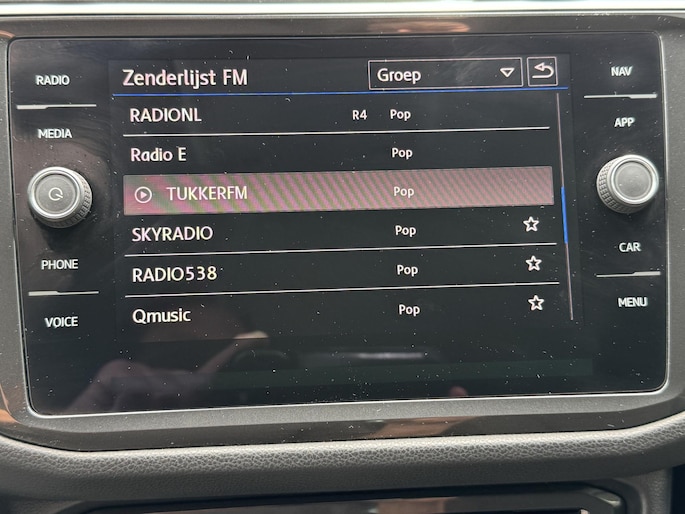 RADIO
MEDIA
PHONE
VOICE
Zenderlijst FM
Groep
RADIONL R4 Pop
Radio E Pop
TUKKERFM Pop
SKYRADIO Pop
RADIO538 Pop
Qmusic Pop
NAV
APP
CAR
MENU